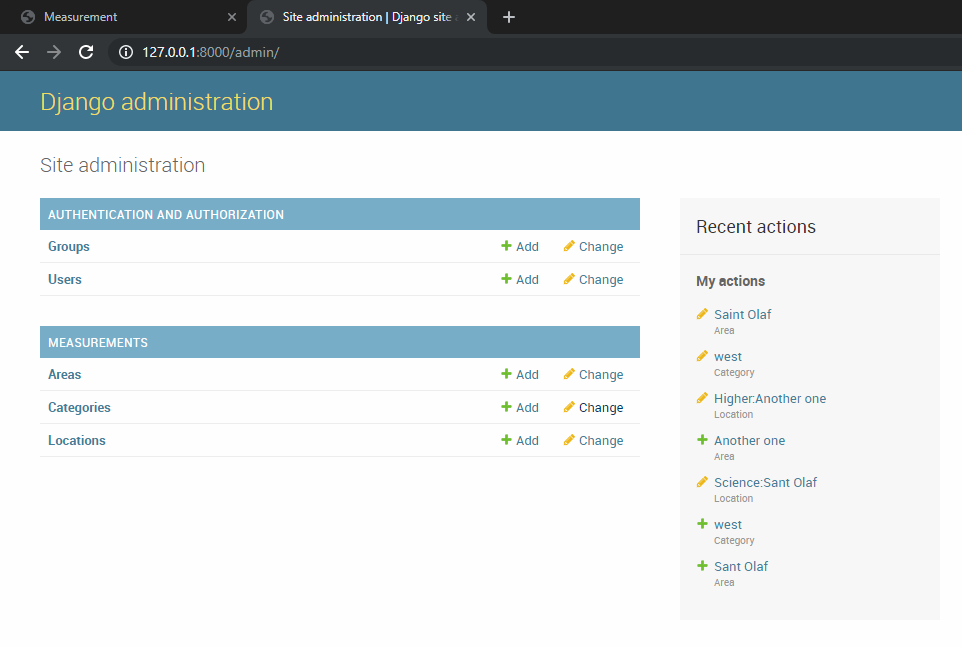 Measurement
Site administration | Django site
127.0.0.1:8000/admin/
Django administration
Site administration
AUTHENTICATION AND AUTHORIZATION
Groups Add Change
Users Add Change
MEASUREMENTS
Areas Add Change
Categories Add Change
Locations Add Change
Recent actions
My actions
Saint Olaf
Area
west
Category
Higher:Another one
Location
Another one
Area
Science:Sant Olaf
Location
west
Category
Sant Olaf
Area